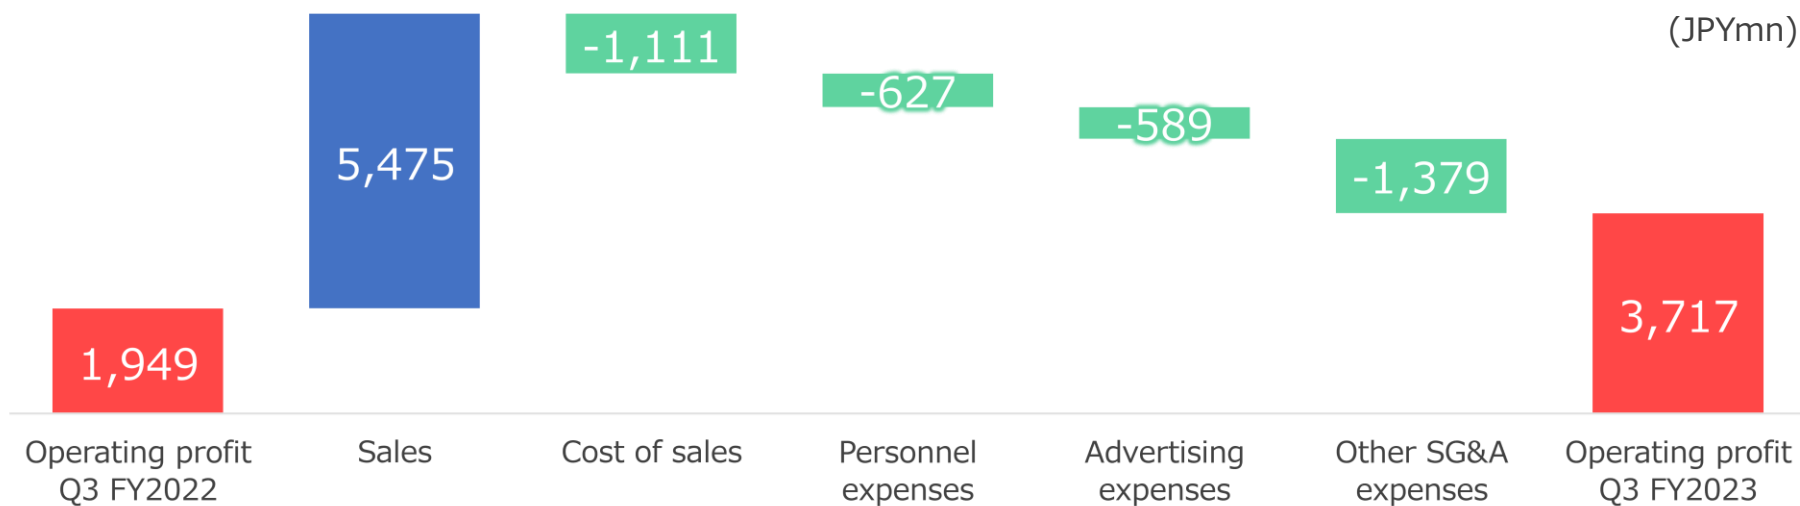 (JPYmn)
1,949
5,475
-1,111
-627
-589
-1,379
3,717
Operating profit
Q3 FY2022
Sales
Cost of sales
Personnel
expenses
Advertising
expenses
Other SG&A
expenses
Operating profit
Q3 FY2023